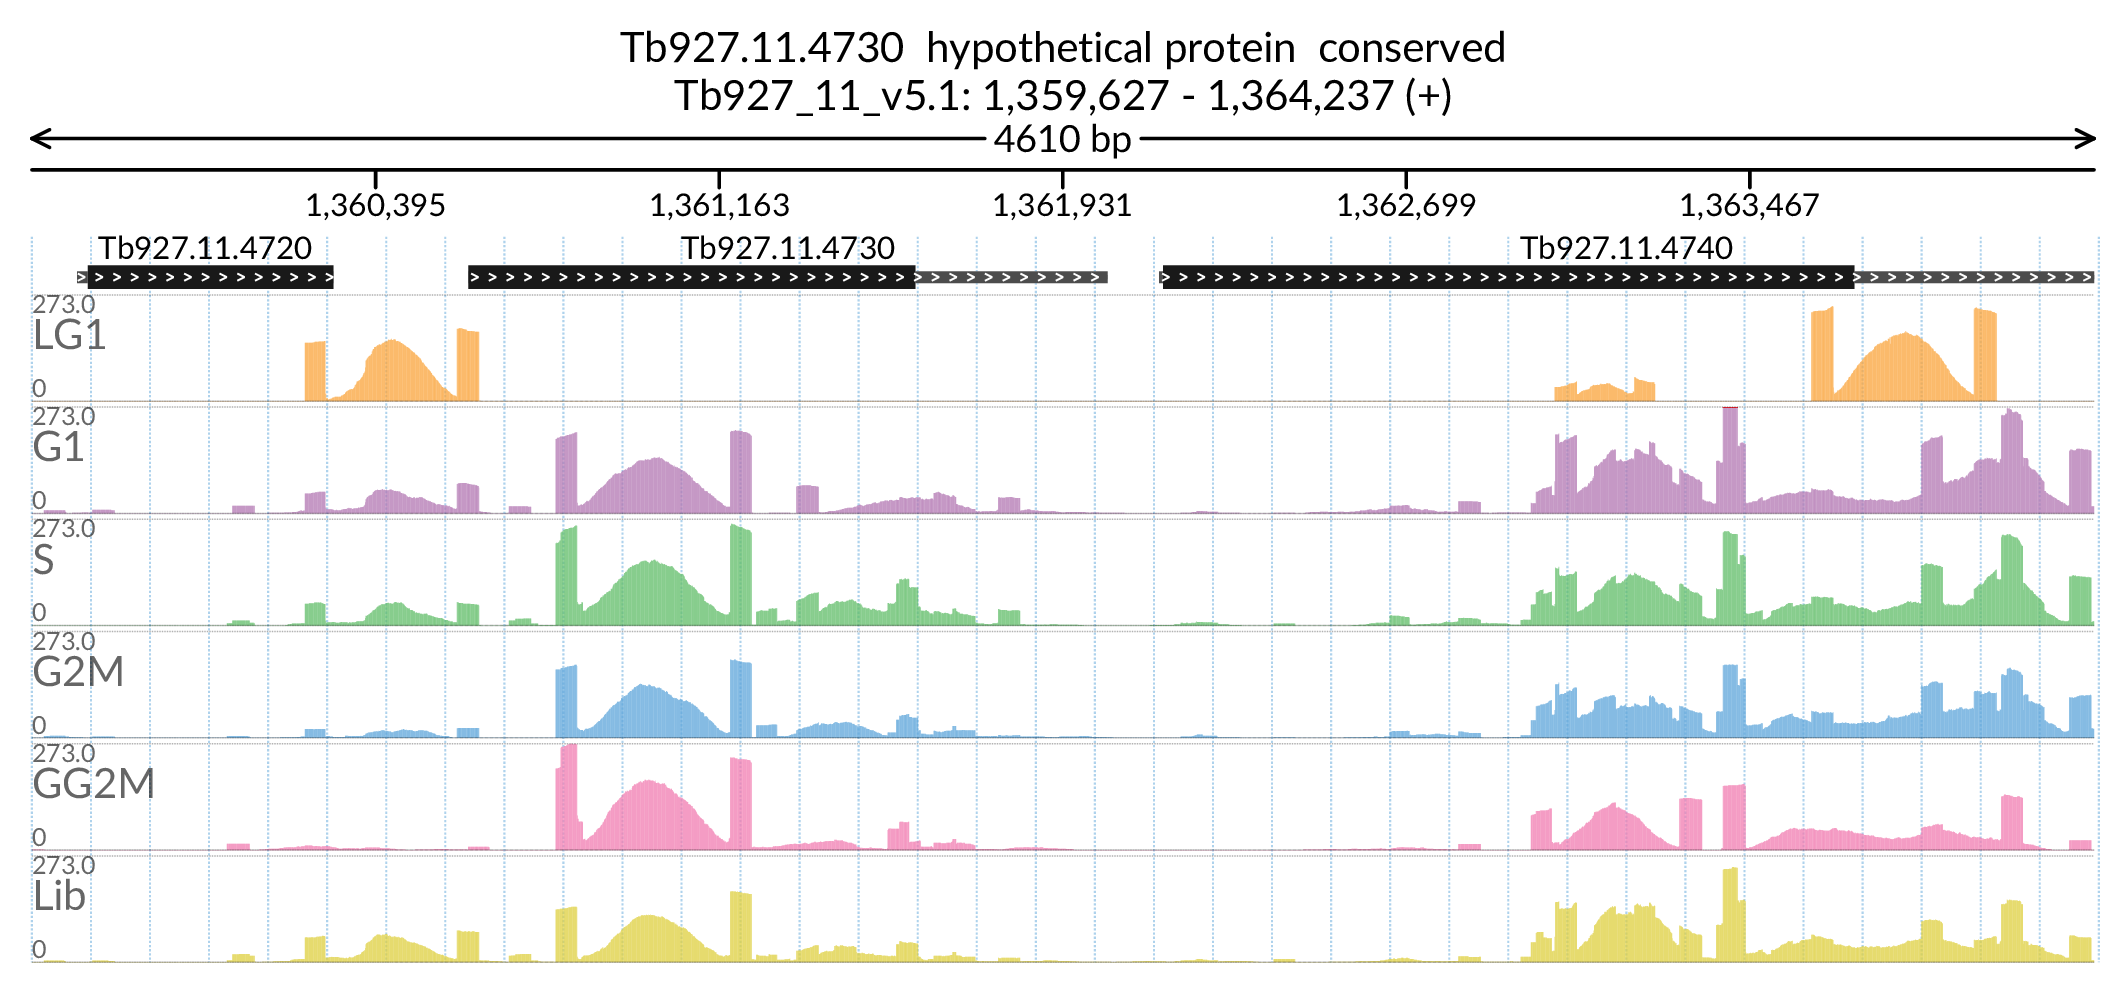 Tb927.11.4730 hypothetical protein conserved
Tb927_11_v5.1: 1,359,627 - 1,364,237 (+)
4610 bp
1,360,395 1,361,163 1,361,931 1,362,699 1,363,467
Tb927.11.4720 Tb927.11.4730 Tb927.11.4740
273.0
LG1
0
273.0
G1
0
273.0
S
0
273.0
G2M
0
273.0
GG2M
0
273.0
Lib
0